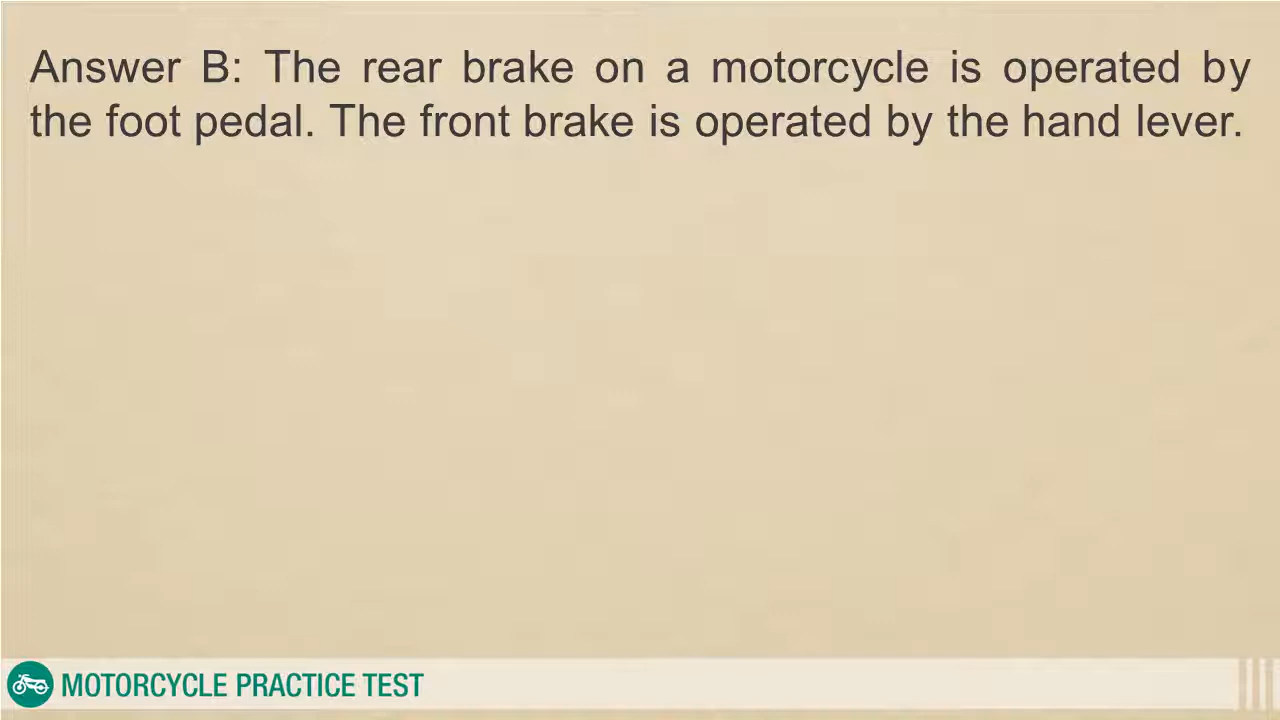 Answer B: The rear brake on a motorcycle is operated by
the foot pedal. The front brake is operated by the hand lever.
MOTORCYCLE PRACTICE TEST